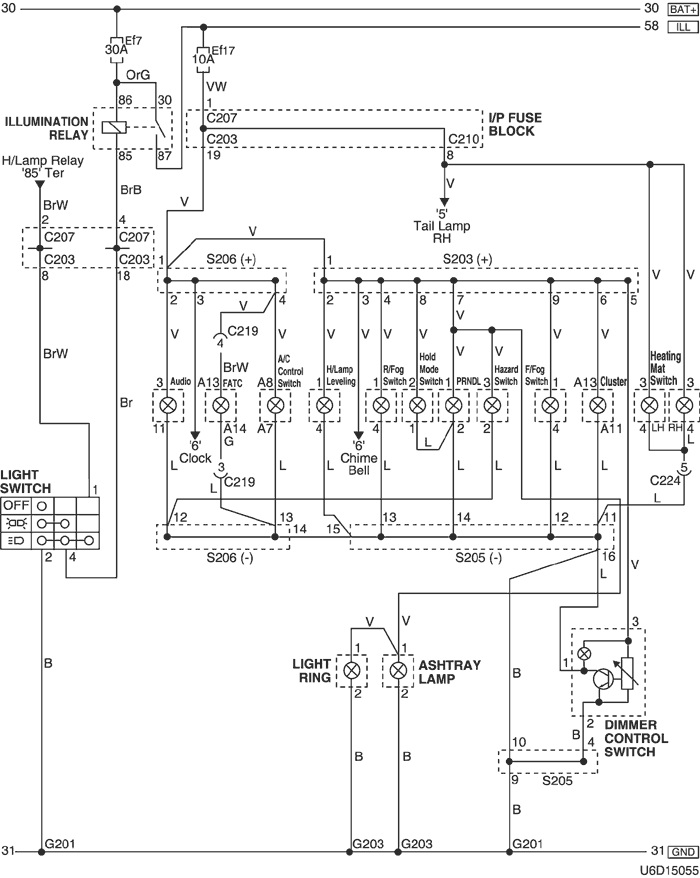 30
30 BAT+
58 ILL
Ef7
30A
Ef17
10A
OrG
VW
86 30
1
C207
I/P FUSE
BLOCK
ILLUMINATION
RELAY
C203
C210
85 87
19
8
H/Lamp Relay
'85' Ter
BrB
V
BrW
V
'5'
Tail Lamp
RH
2
4
C207
C207
C203
C203
8
18
V
V
1
S206 (+)
1
S203 (+)
2 3 4
2 3 4 8 7 9 6 5
V
C219
4
V
V
BrW
V
V
V
V
V
V
V
V
V
V
BrW
3 Audio
A13 FATC
A8 A/C
Control
Switch
1 H/Lamp
Leveling
1 R/Fog
Switch
2 Hold
Mode
Switch
1 PRNDL
3 Hazard
Switch
1 F/Fog
Switch
A13 Cluster
3 Heating
Mat
Switch
4
Br
11
A14
A7
4
4
1
2
2
4
A11
4 LH RH 4
G
L
'6'
Clock
'6'
Chime
Bell
L
L
3
C219
L
L
L
L
L
L
L
L
5
C224
L
LIGHT
SWITCH
1
OFF
2 4
12
13
14
S206 (-)
15
13
14
12
11
16
S205 (-)
L
V
B
V
V
3
LIGHT
RING
1
2
1
2
ASHTRAY
LAMP
B
1
2
DIMMER
CONTROL
SWITCH
B
B
B
10
4
S205
9
B
31
G201
G203
G203
G201
31 GND
U6D15055